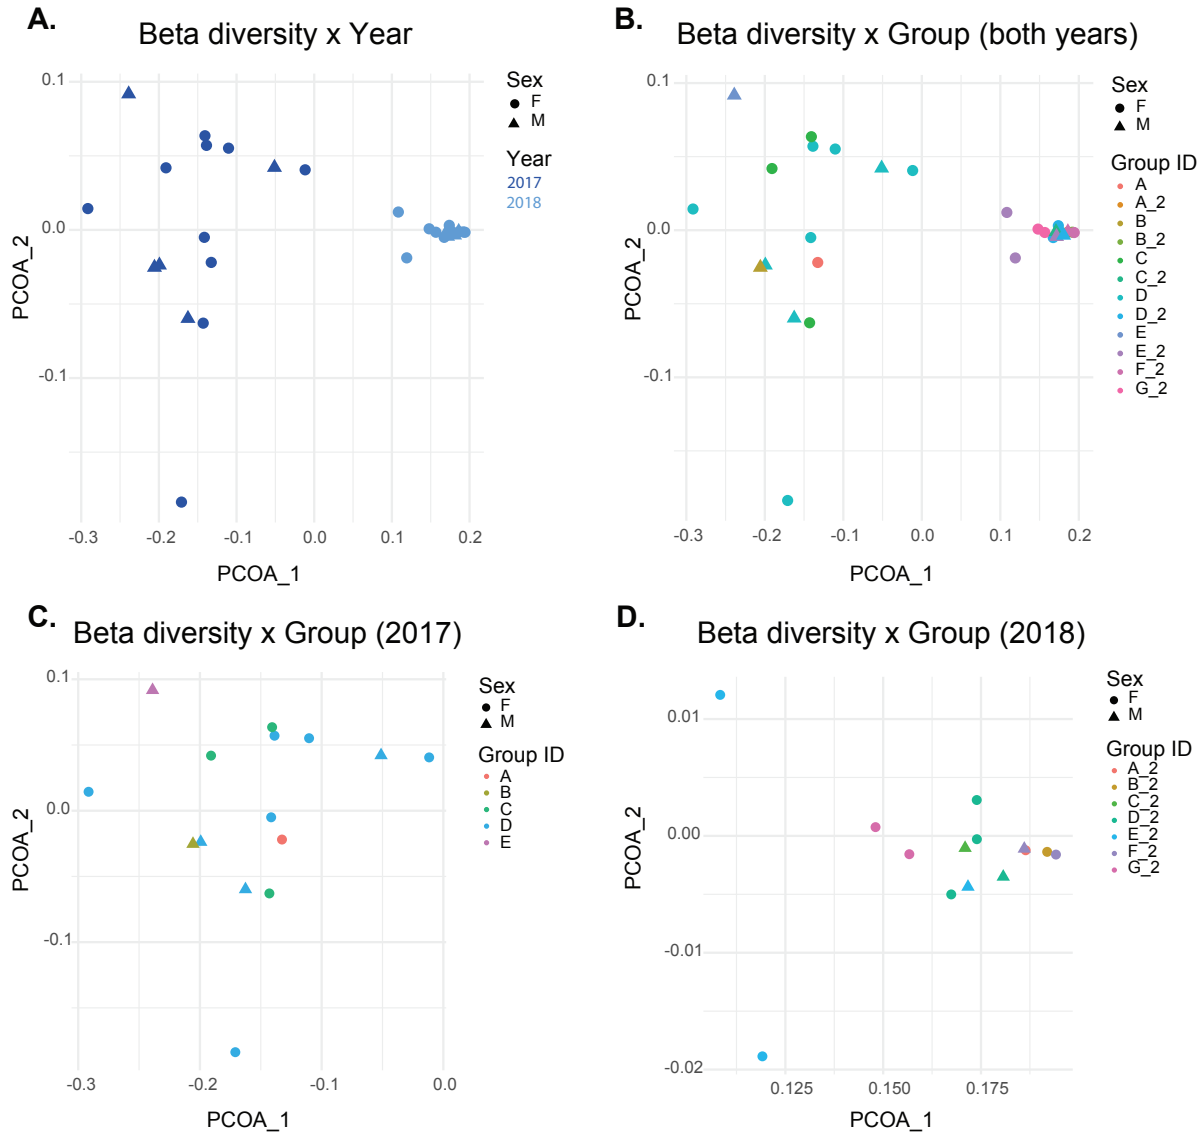 A.
Beta diversity x Year
0.1
0.0
-0.1
PCOA_2
-0.3
-0.2
-0.1
0.0
0.1
0.2
PCOA_1
Sex
F
M
Year
2017
2018
B.
Beta diversity x Group (both years)
0.1
0.0
-0.1
PCOA_2
-0.3
-0.2
-0.1
0.0
0.1
0.2
PCOA_1
Sex
F
M
Group ID
A
A_2
B
B_2
C
C_2
D
D_2
E
E_2
F_2
G_2
C.
Beta diversity x Group (2017)
0.1
0.0
-0.1
PCOA_2
-0.3
-0.2
-0.1
0.0
PCOA_1
Sex
F
M
Group ID
A
B
C
D
E
D.
Beta diversity x Group (2018)
0.01
0.00
-0.01
-0.02
PCOA_2
0.125
0.150
0.175
PCOA_1
Sex
F
M
Group ID
A_2
B_2
C_2
D_2
E_2
F_2
G_2